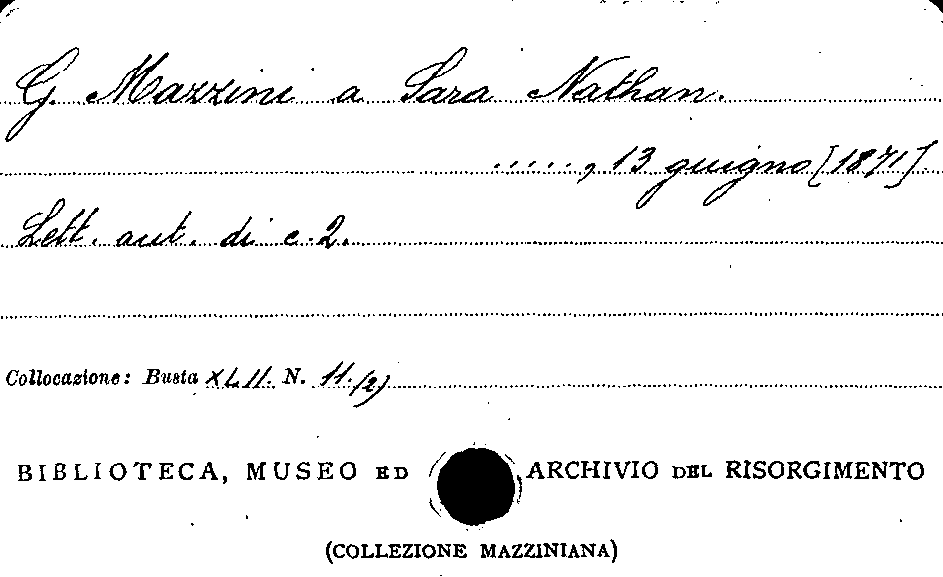 G. Mazzini a Sara Nathan.
....., 13 giugno [1871].
Lett. aut. di c. 2.
Collocazione: Busta XLII. N. 11. (2)
BIBLIOTECA, MUSEO ED ARCHIVIO DEL RISORGIMENTO
(COLLEZIONE MAZZINIANA)